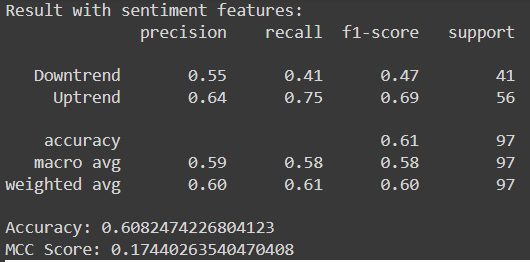 Result with sentiment features:
precision recall f1-score support
Downtrend 0.55 0.41 0.47 41
Uptrend 0.64 0.75 0.69 56
accuracy 0.61 97
macro avg 0.59 0.58 0.58 97
weighted avg 0.60 0.61 0.60 97
Accuracy: 0.6082474226804123
MCC Score: 0.17440263540470408